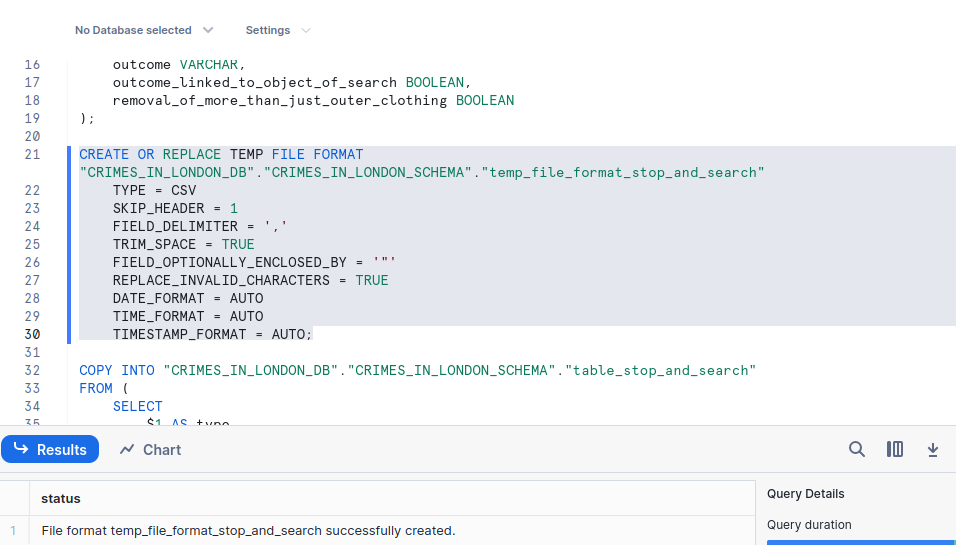 No Database selected Settings
16 outcome VARCHAR,
17 outcome_linked_to_object_of_search BOOLEAN,
18 removal_of_more_than_just_outer_clothing BOOLEAN
19 );
20
21 CREATE OR REPLACE TEMP FILE FORMAT
"CRIMES_IN_LONDON_DB"."CRIMES_IN_LONDON_SCHEMA"."temp_file_format_stop_and_search"
22 TYPE = CSV
23 SKIP_HEADER = 1
24 FIELD_DELIMITER = ','
25 TRIM_SPACE = TRUE
26 FIELD_OPTIONALLY_ENCLOSED_BY = '"'
27 REPLACE_INVALID_CHARACTERS = TRUE
28 DATE_FORMAT = AUTO
29 TIME_FORMAT = AUTO
30 TIMESTAMP_FORMAT = AUTO;
31
32 COPY INTO "CRIMES_IN_LONDON_DB"."CRIMES_IN_LONDON_SCHEMA"."table_stop_and_search"
33 FROM (
34 SELECT
35 $1 AS type
Results Chart
status
1 File format temp_file_format_stop_and_search successfully created.
Query Details
Query duration